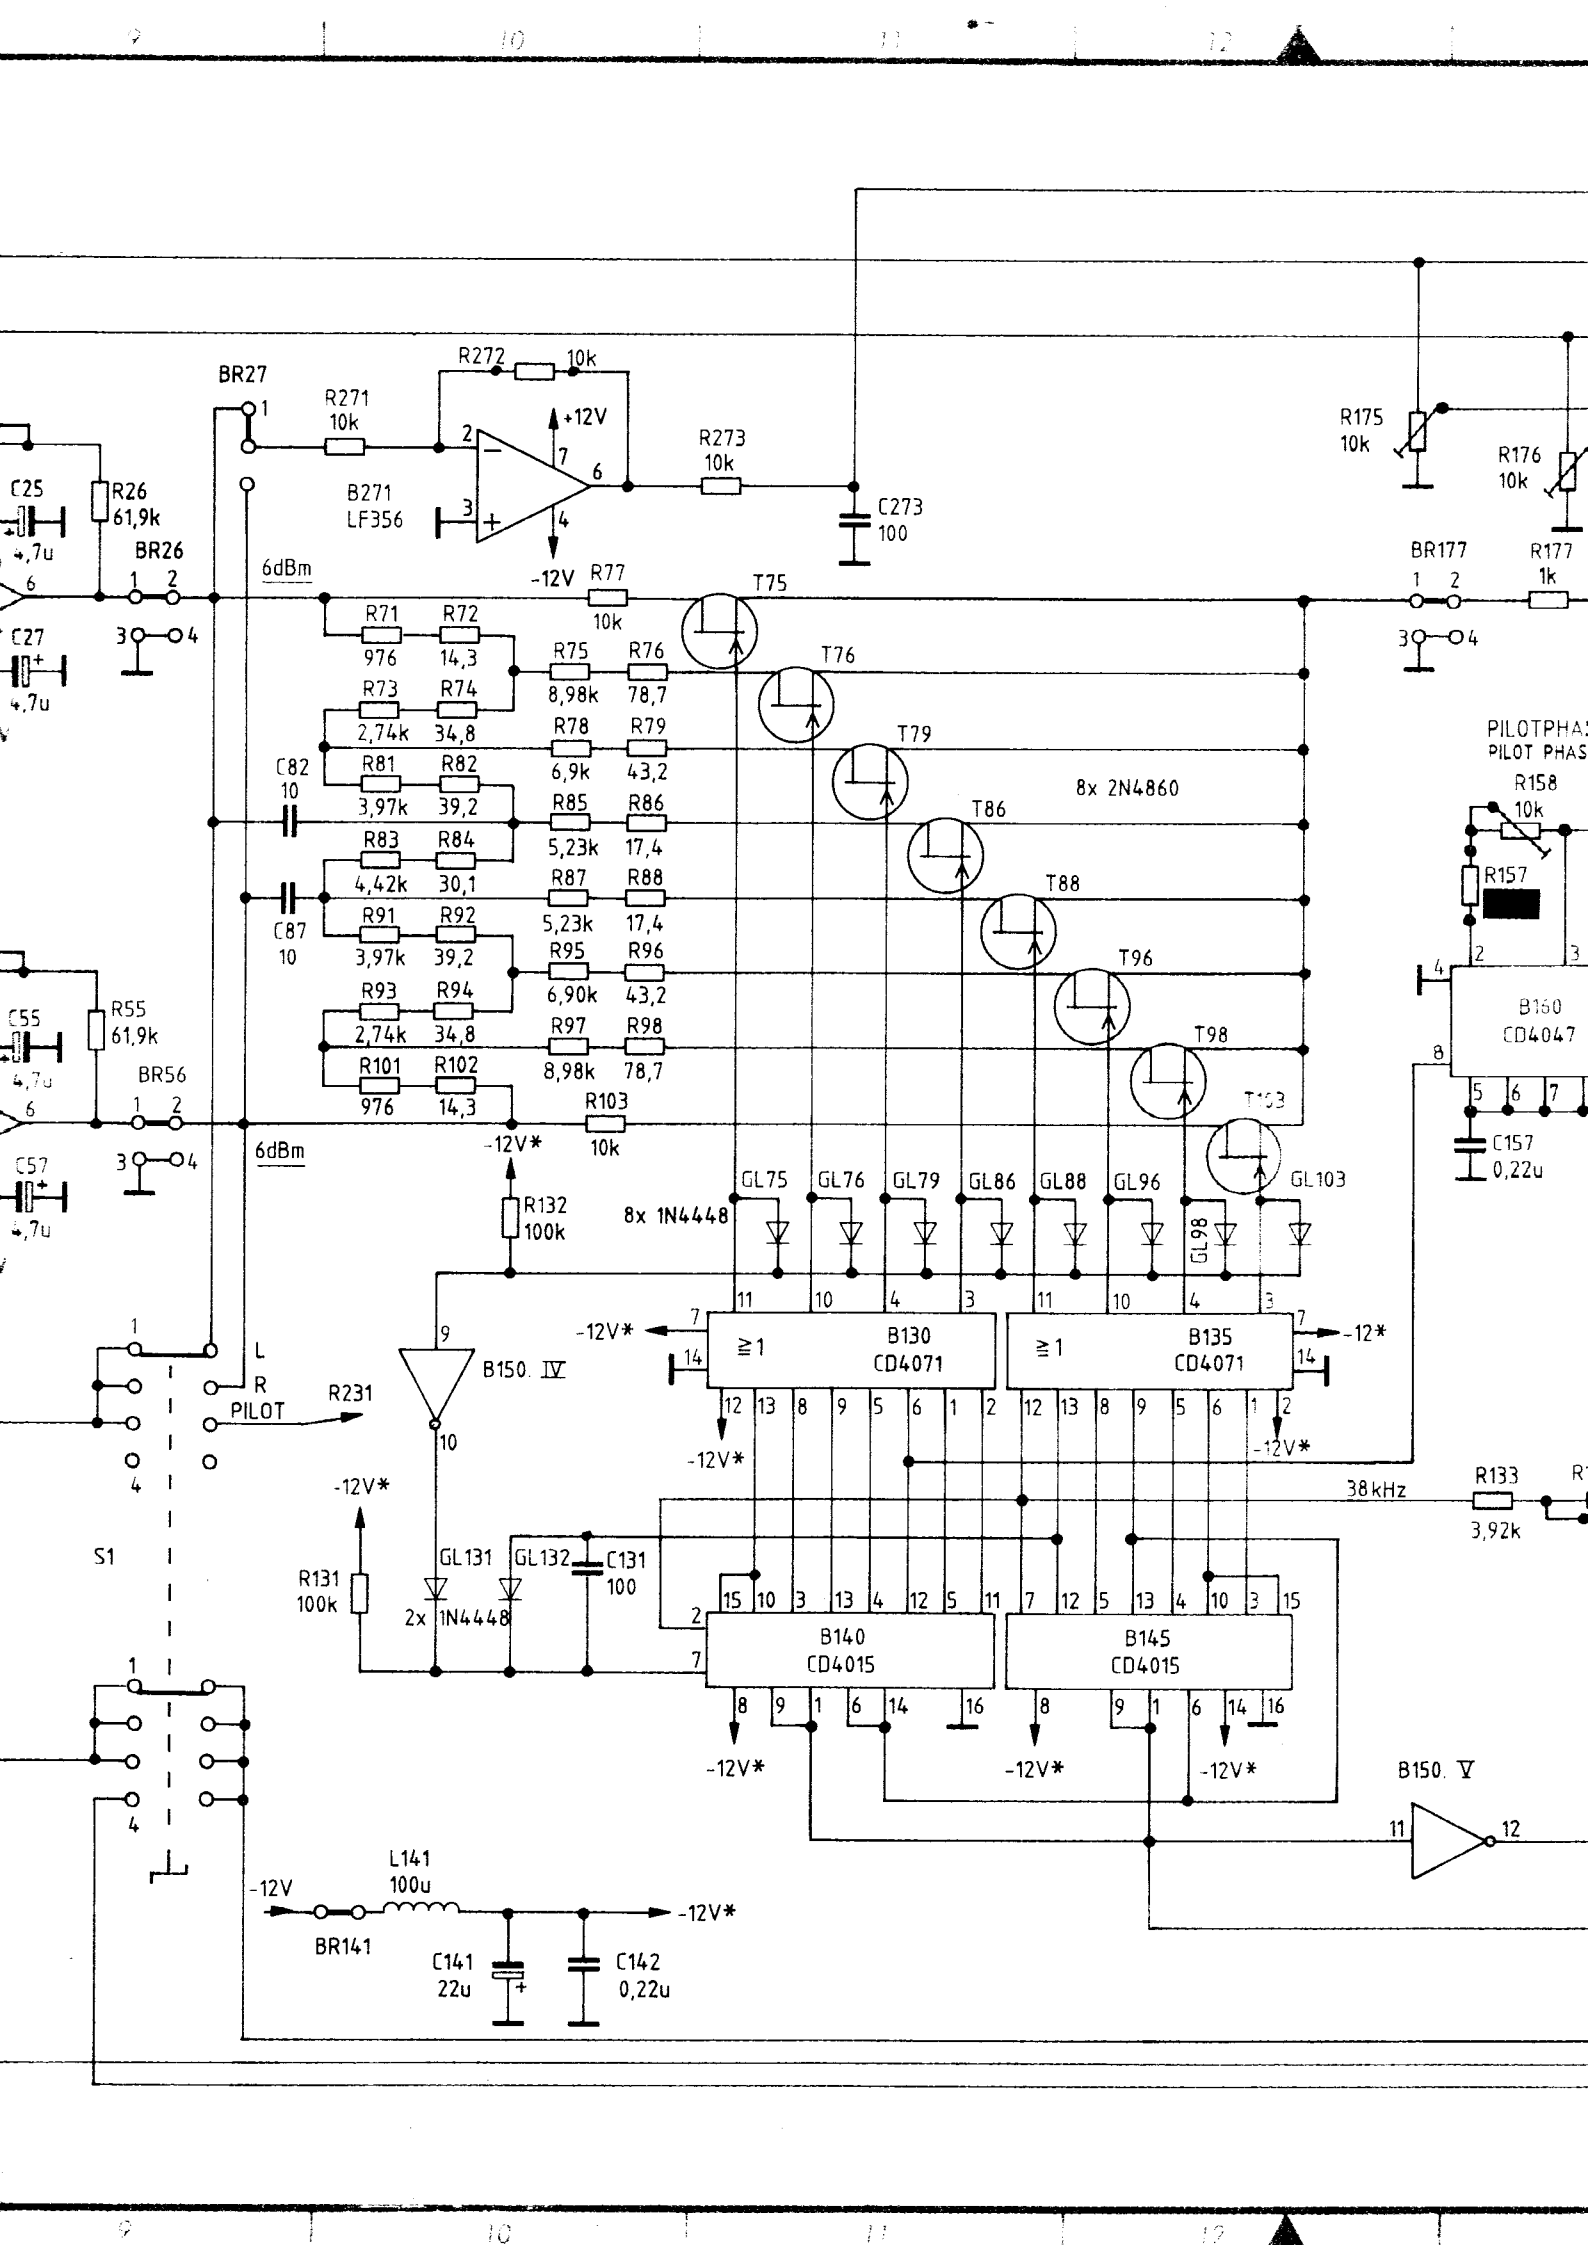 9 10 11 12
BR27
1
R271
10k
R272 10k
+12V
2
7
6
3
4
B271
LF356
-12V
R273
10k
C273
100
R175
10k
R176
10k
C25
4,7u
R26
61,9k
BR26
1 2
3 4
6
C27
4,7u
6dBm
R77
10k
T75
BR177
1 2
3 4
R177
1k
R71 R72
976 14,3
R75 R76
8,98k 78,7
T76
R73 R74
2,74k 34,8
R78 R79
6,9k 43,2
T79
PILOT PHAS
R158
10k
8x 2N4860
C82
10
R81 R82
3,97k 39,2
R85 R86
5,23k 17,4
T86
R83 R84
4,42k 30,1
R87 R88
5,23k 17,4
T88
R157
C87
10
R91 R92
3,97k 39,2
R95 R96
6,90k 43,2
T96
2 3
4
B160
CD4047
8
5 6 7
C157
0,22u
R93 R94
2,74k 34,8
R97 R98
8,98k 78,7
T98
C55
4,7u
R55
61,9k
BR56
1 2
3 4
6
C57
4,7u
6dBm
R101 R102
976 14,3
R103
10k
T103
-12V*
R132
100k
8x 1N4448
GL75 GL76 GL79 GL86 GL88 GL96 GL98 GL103
11 10 4 3 11 10 4 3
-12V* 7
14
≧1
B130
CD4071
≧1
B135
CD4071
7 -12*
14
12 13 8 9 5 6 1 2
12 13 8 9 5 6 1 2
-12V*
-12V*
9
B150. IV
10
1
L
R
PILOT
4
R231
S1
-12V*
R131
100k
GL131 GL132
2x 1N4448
C131
100
38kHz
R133
3,92k
15 10 3 13 4 12 5 11
7 12 5 13 4 10 3 15
2
7
B140
CD4015
B145
CD4015
8 9 1 6 14 16
8 9 1 6 14 16
-12V*
-12V*
-12V*
1
4
B150. V
11 12
-12V
BR141
L141
100u
-12V*
C141
22u
C142
0,22u
9 10 11 12